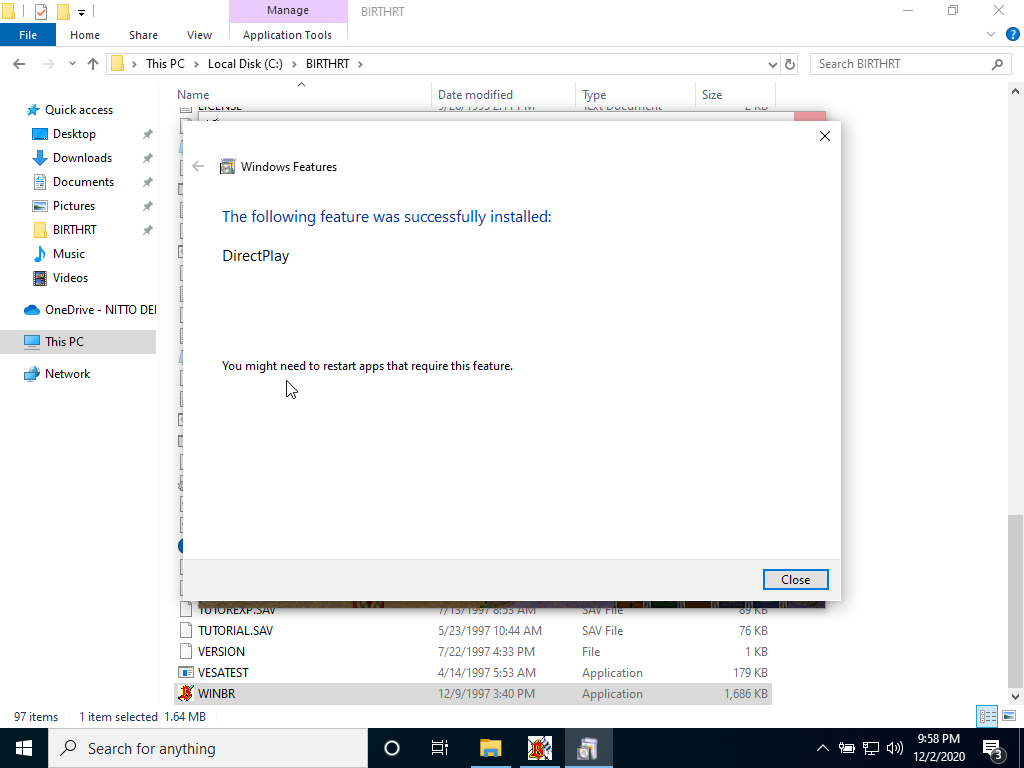 Manage
BIRTHRT
File
Home
Share
View
Application Tools
This PC
Local Disk (C:)
BIRTHRT
Search BIRTHRT
Name
Date modified
Type
Size
Quick access
Desktop
Downloads
Documents
Pictures
BIRTHRT
Music
Videos
OneDrive - NITTO DE
This PC
Network
LICENSE
Text Document
2 KB
Windows Features
The following feature was successfully installed:
DirectPlay
You might need to restart apps that require this feature.
Close
TUTOREXP.SAV 7/13/1997 8:53 AM SAV File 89 KB
TUTORIAL.SAV 5/23/1997 10:44 AM SAV File 76 KB
VERSION 7/22/1997 4:33 PM File 1 KB
VESATEST 4/14/1997 5:53 AM Application 179 KB
WINBR 12/9/1997 3:40 PM Application 1,686 KB
97 items 1 item selected 1.64 MB
Search for anything
9:58 PM
12/2/2020
3